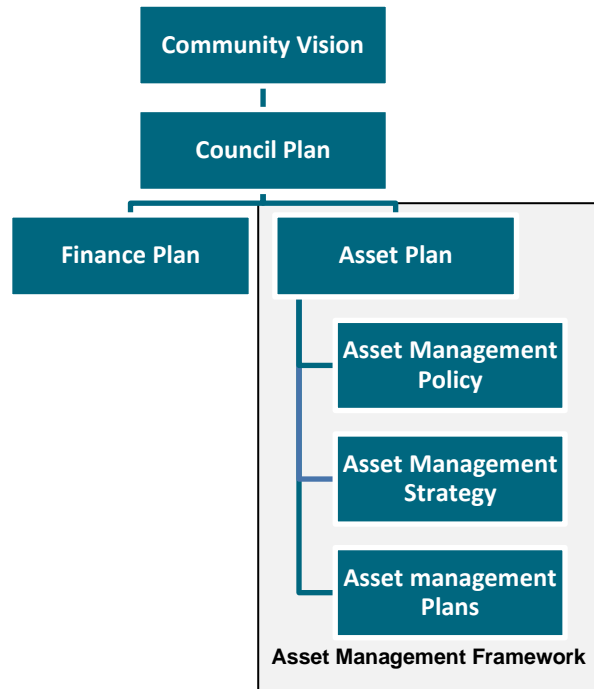 Community Vision
Council Plan
Finance Plan
Asset Plan
Asset Management
Policy
Asset Management
Strategy
Asset management
Plans
Asset Management Framework